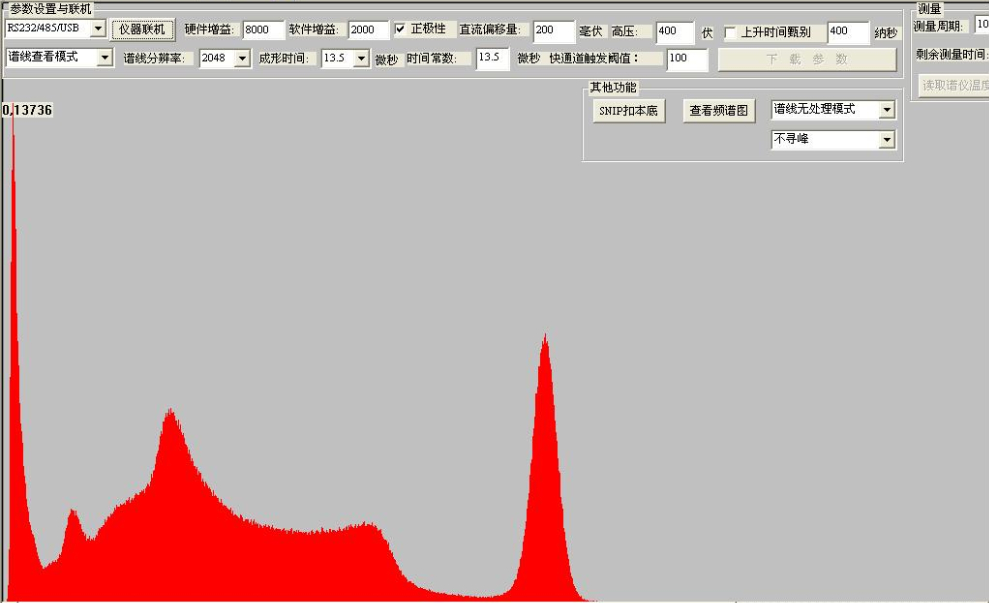 参数设置与联机
RS232/485/USB 仪器联机 硬件增益: 8000 软件增益: 2000 正极性 直流偏移量: 200 毫伏 高压: 400 伏 上升时间甄别 400 纳秒
谱线查看模式 谱线分辨率: 2048 成形时间: 13.5 微秒 时间常数: 13.5 微秒 快通道触发阈值: 100 下载参数
测量
测量周期: 10
剩余测量时间:
读取谱仪温度
其他功能
SNIP扣本底 查看频谱图 谱线无处理模式
不寻峰
0,13736